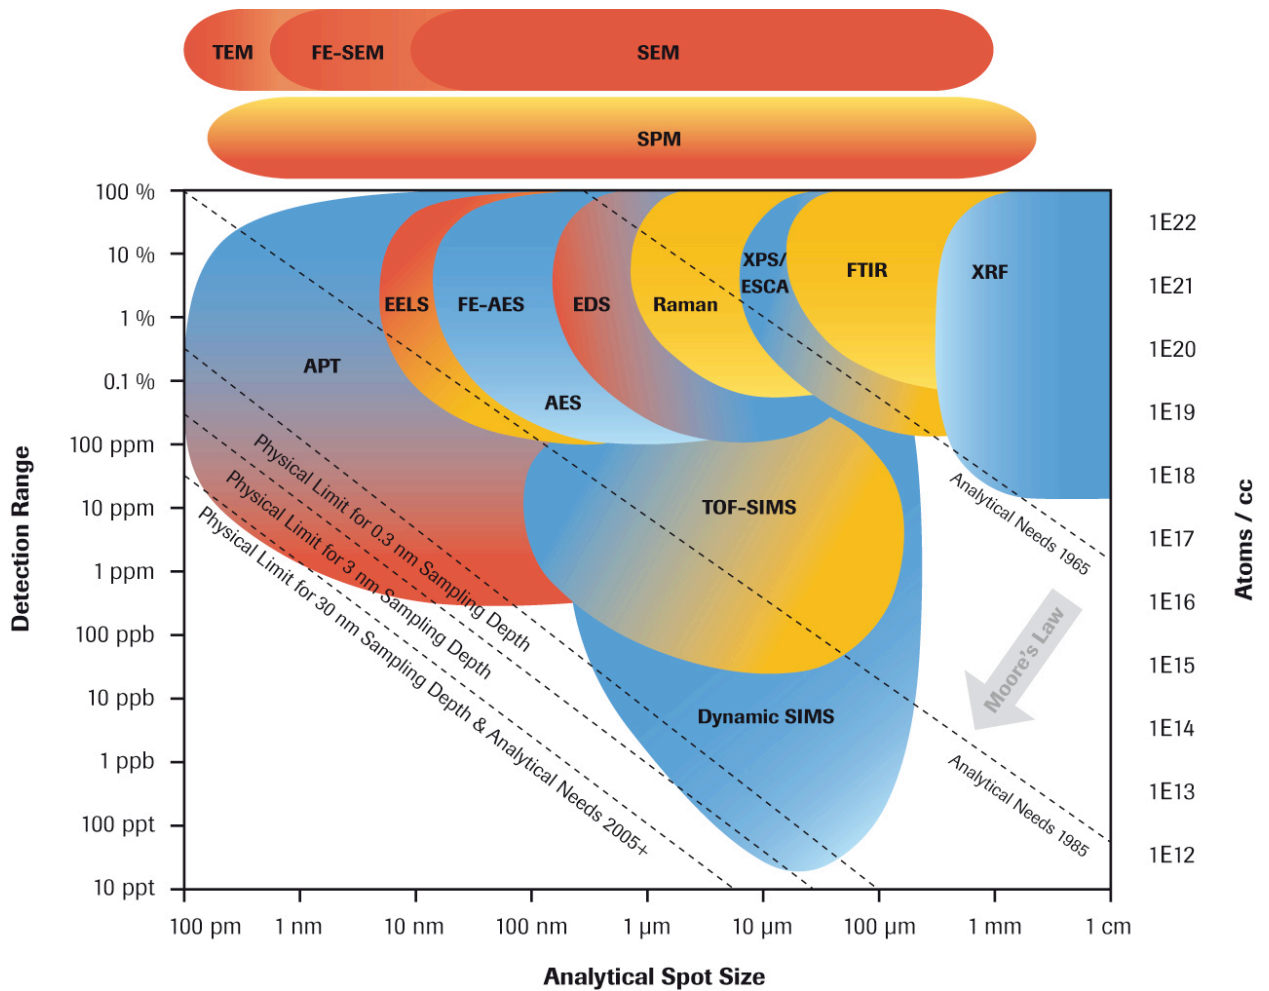 TEM
FE-SEM
SEM
SPM
100 %
10 %
1 %
0.1 %
100 ppm
10 ppm
1 ppm
100 ppb
10 ppb
1 ppb
100 ppt
10 ppt
Detection Range
EELS
FE-AES
EDS
Raman
XPS/
ESCA
FTIR
XRF
APT
AES
TOF-SIMS
Dynamic SIMS
Physical Limit for 0.3 nm Sampling Depth
Physical Limit for 3 nm Sampling Depth
Physical Limit for 30 nm Sampling Depth & Analytical Needs 2005+
Analytical Needs 1965
Moore's Law
Analytical Needs 1985
1E22
1E21
1E20
1E19
1E18
1E17
1E16
1E15
1E14
1E13
1E12
Atoms / cc
100 pm
1 nm
10 nm
100 nm
1 µm
10 µm
100 µm
1 mm
1 cm
Analytical Spot Size